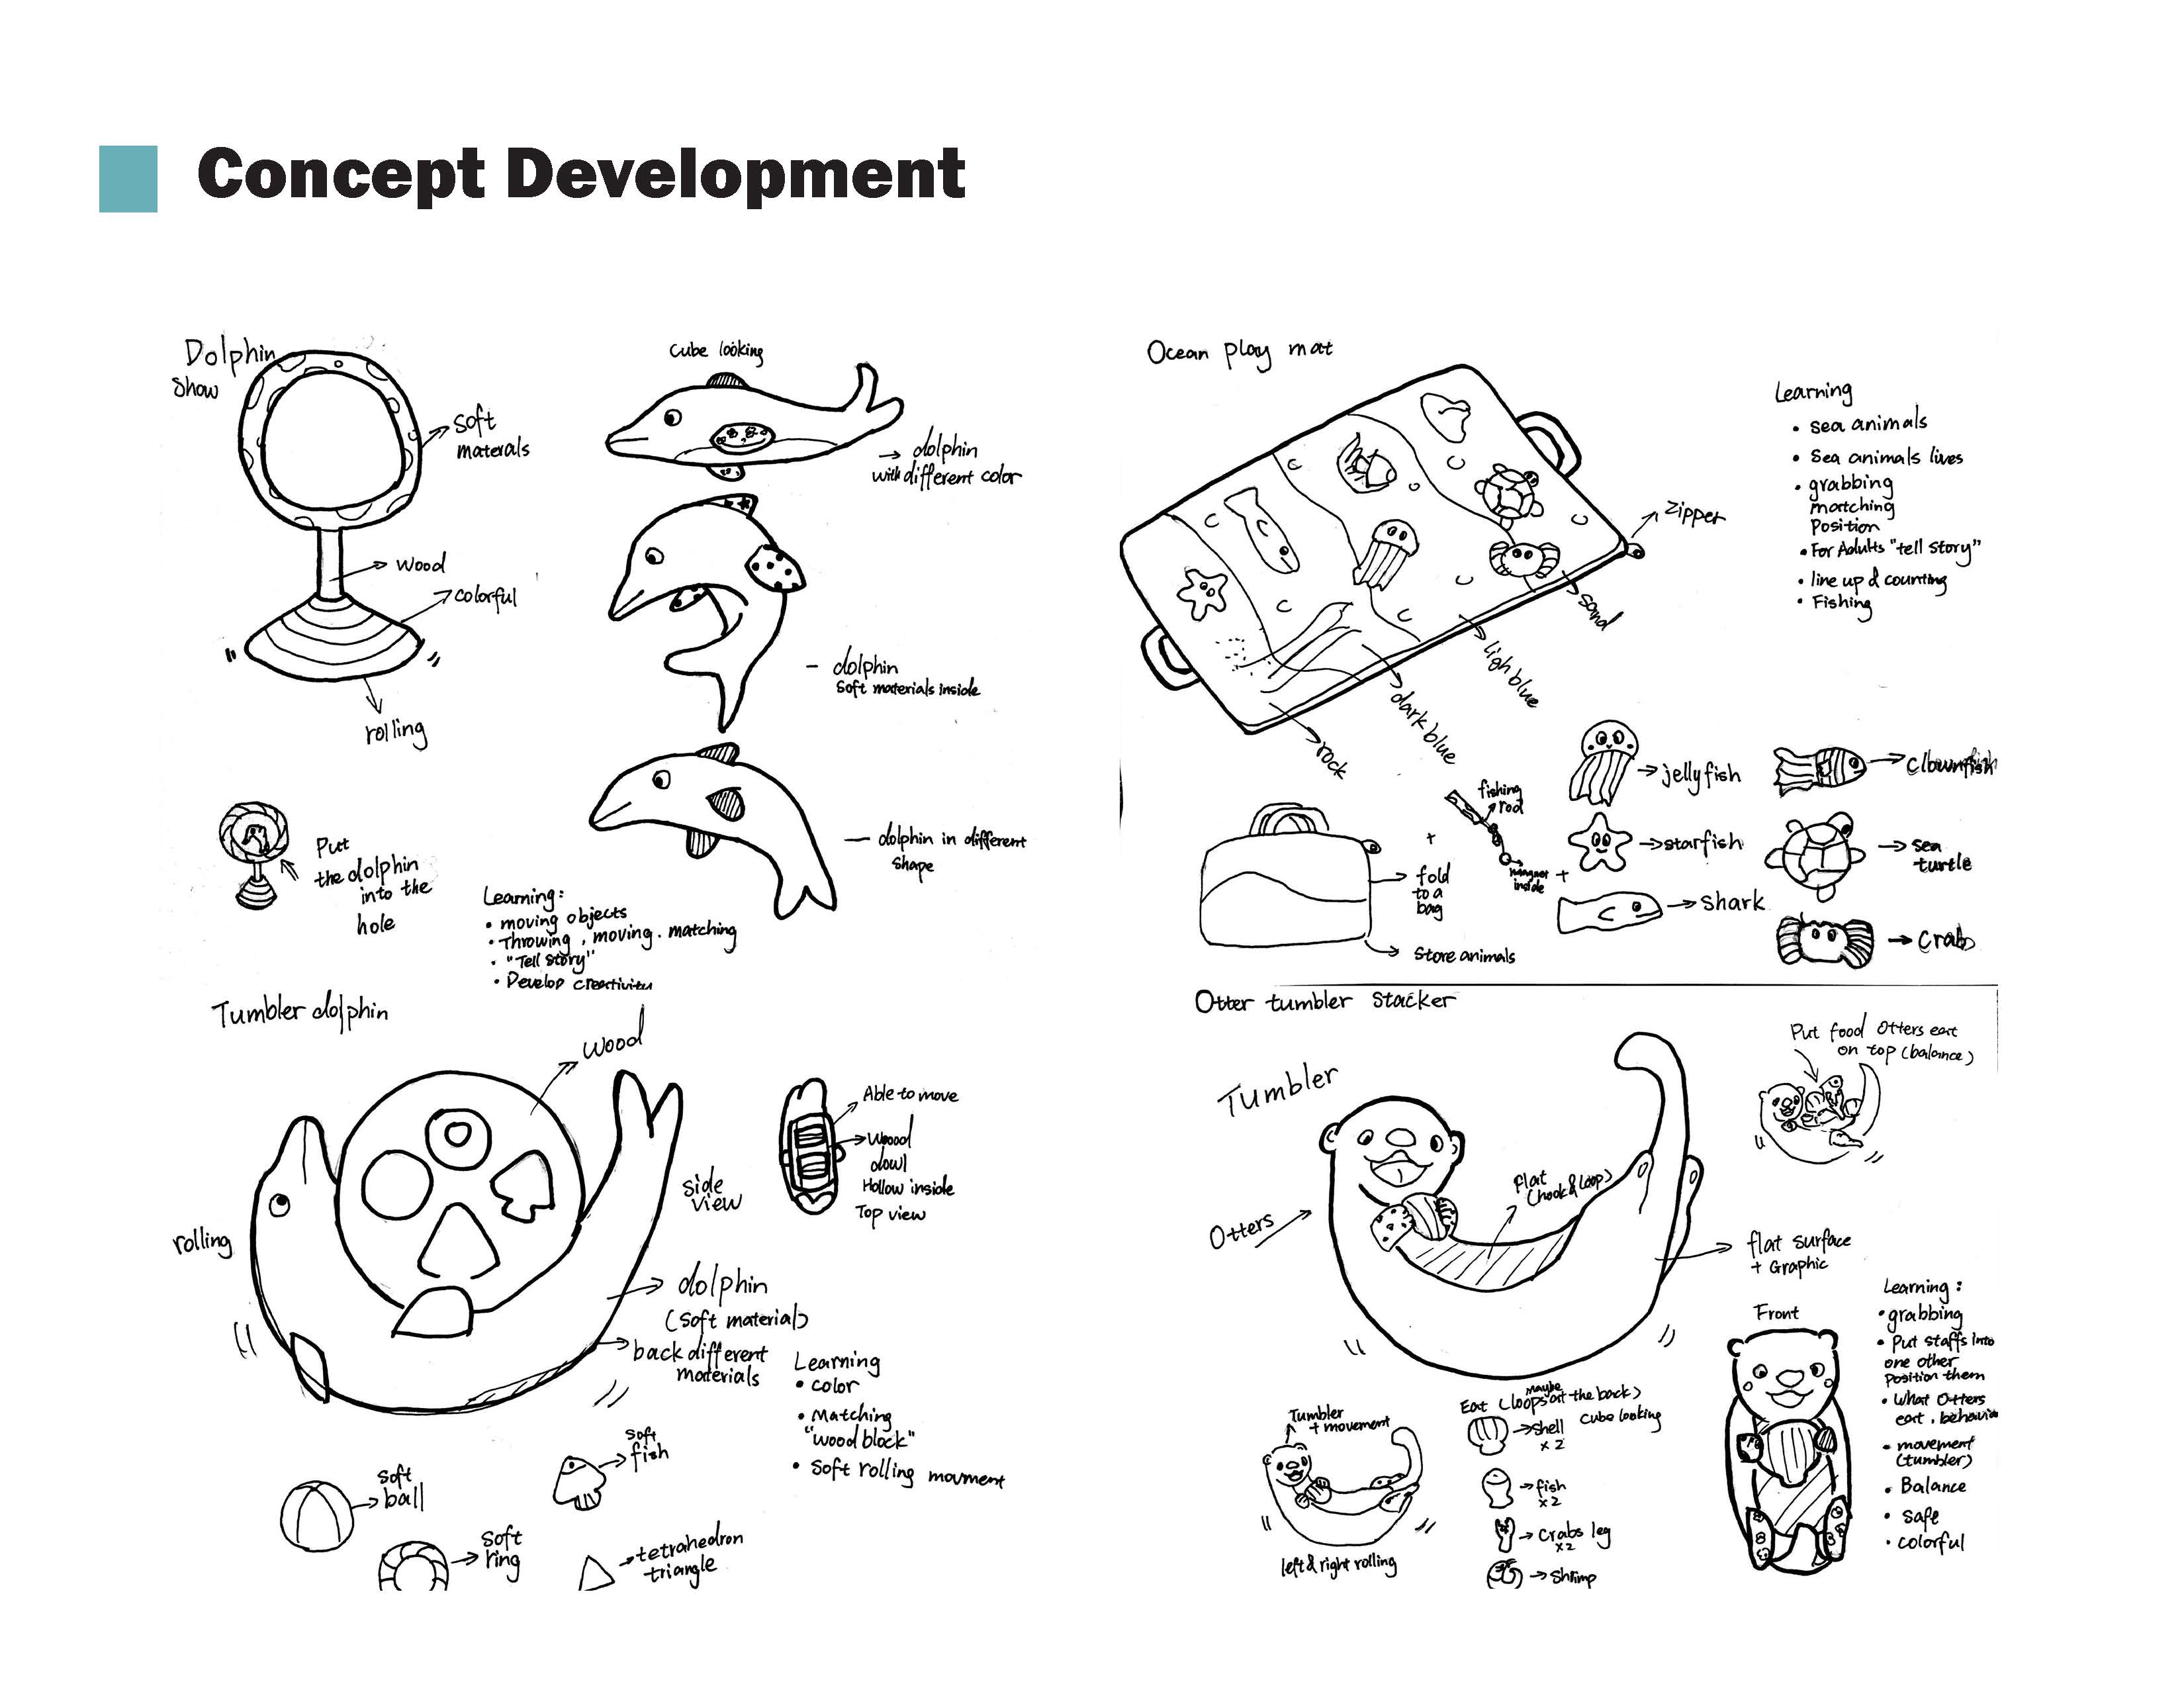 Concept Development
Dolphin
Show
soft
materals
wood
colorful
rolling
Put
the dolphin
into the
hole
Cube looking
dolphin
with different color
dolphin
Soft materials inside
dolphin in different
shape
Learning:
• moving objects
• Throwing, moving. matching
• "Tell story"
• Develop creativity
Ocean play mat
zipper
sand
ligh blue
dark blue
rock
Learning
• sea animals
• Sea animals lives
• grabbing
matching
Position
• For Adults "tell story"
• line up & counting
• Fishing
fold
to a
bag
Store animals
+
fishing
rod
inside
+
jellyfish
starfish
shark
clownfish
sea
turtle
crab
Tumbler dolphin
wood
rolling
side
view
Able to move
Woood
dowl
Hollow inside
Top view
dolphin
(soft material)
back different
materials
Learning
• color
• Matching
"wood block"
• Soft rolling movment
soft
ball
soft
ring
soft
fish
tetrahedron
triangle
Otter tumbler stacker
Tumbler
Otters
flat
(hook & loop)
Put food Otters eat
on top (balance)
flat surface
+ Graphic
Front
Learning:
• grabbing
• Put staffs into
one other
position them
• What Otters
eat, behavio
• movement
(tumbler)
• Balance
• safe
• colorful
Tumbler
+ movement
left & right rolling
maybe
Eat (loops at the back)
Cube looking
shell
x2
fish
x2
crabs leg
x2
shrimp